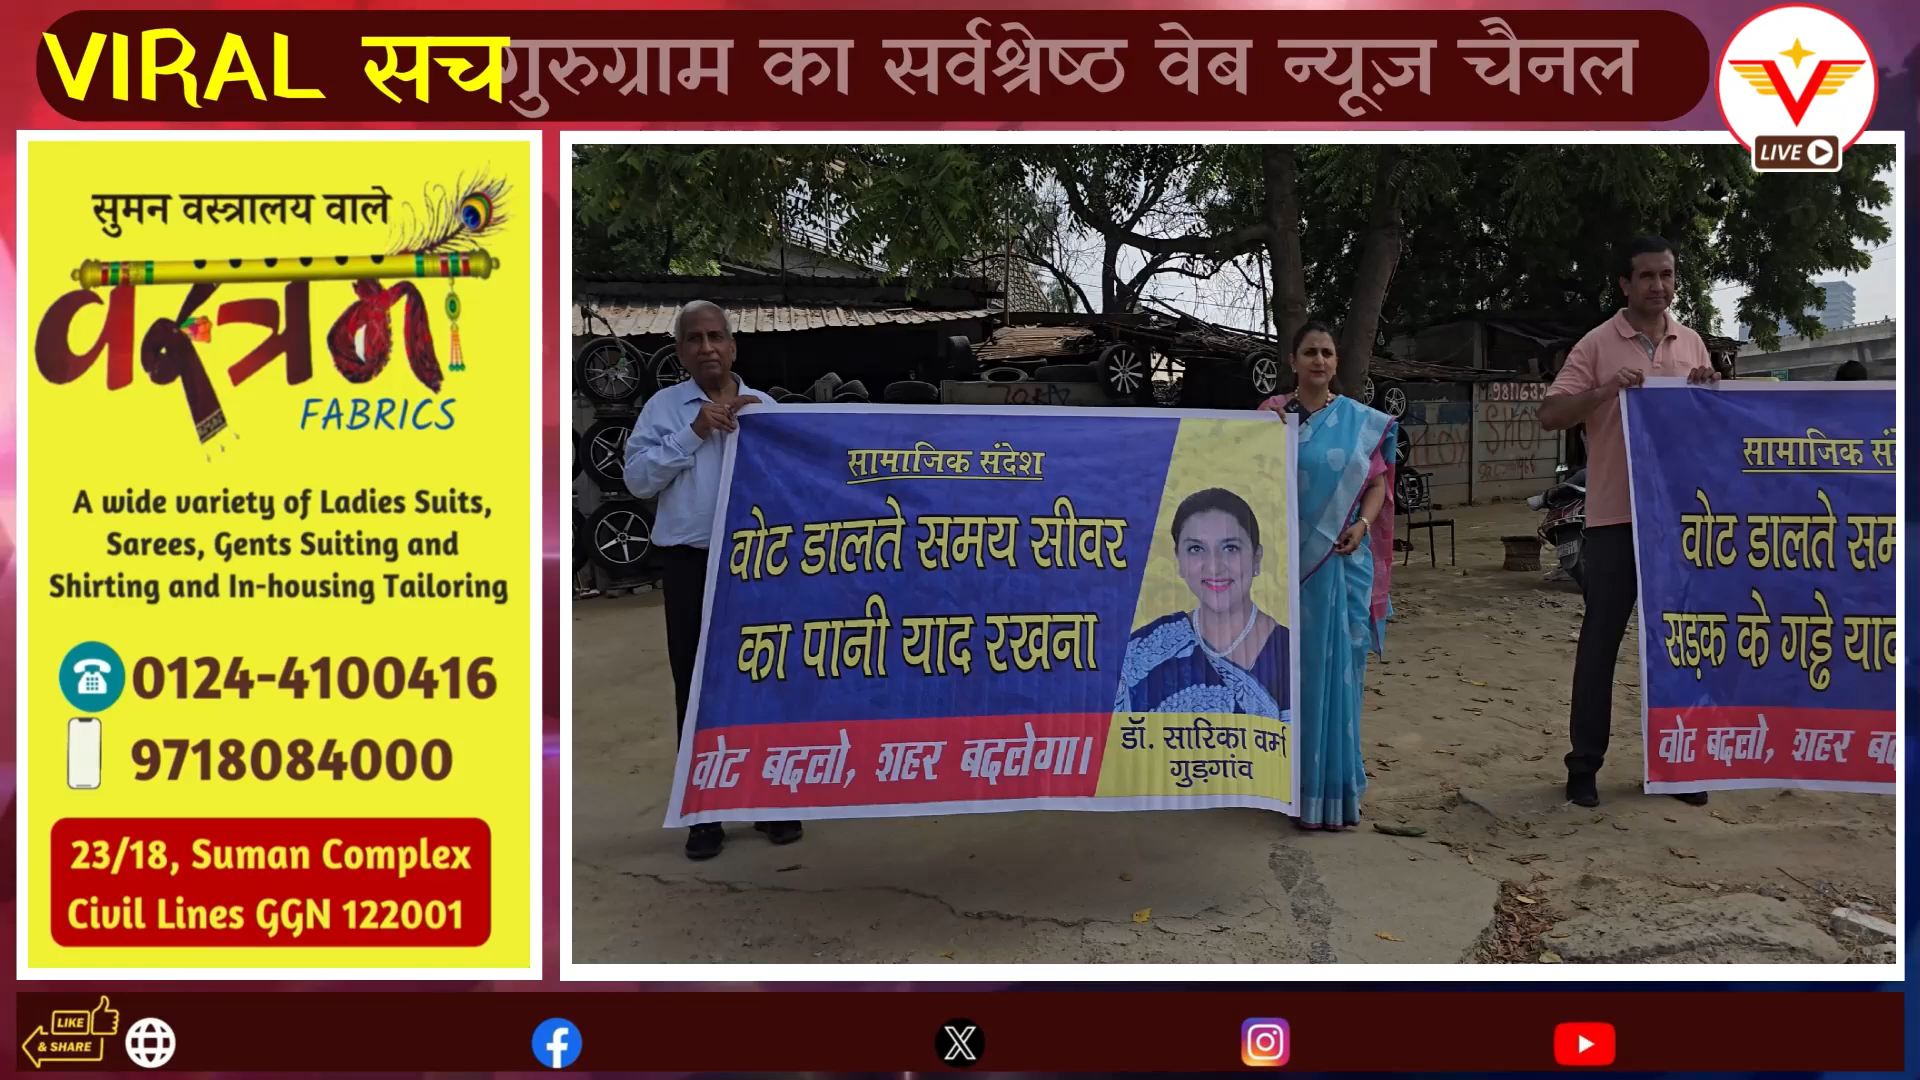 VIRAL सच गुरुग्राम का सर्वश्रेष्ठ वेब न्यूज़ चैनल
LIVE
सुमन वस्त्रालय वाले
वस्त्रम
FABRICS
A wide variety of Ladies Suits,
Sarees, Gents Suiting and
Shirting and In-housing Tailoring
0124-4100416
9718084000
23/18, Suman Complex
Civil Lines GGN 122001
सामाजिक संदेश
वोट डालते समय सीवर
का पानी याद रखना
वोट बदलो, शहर बदलेगा।
डॉ. सारिका वर्मा
गुड़गांव
सामाजिक
वोट डालते
सड़क के गड्ढे
वोट बदलो, शहर
SHOP
LIKE
& SHARE